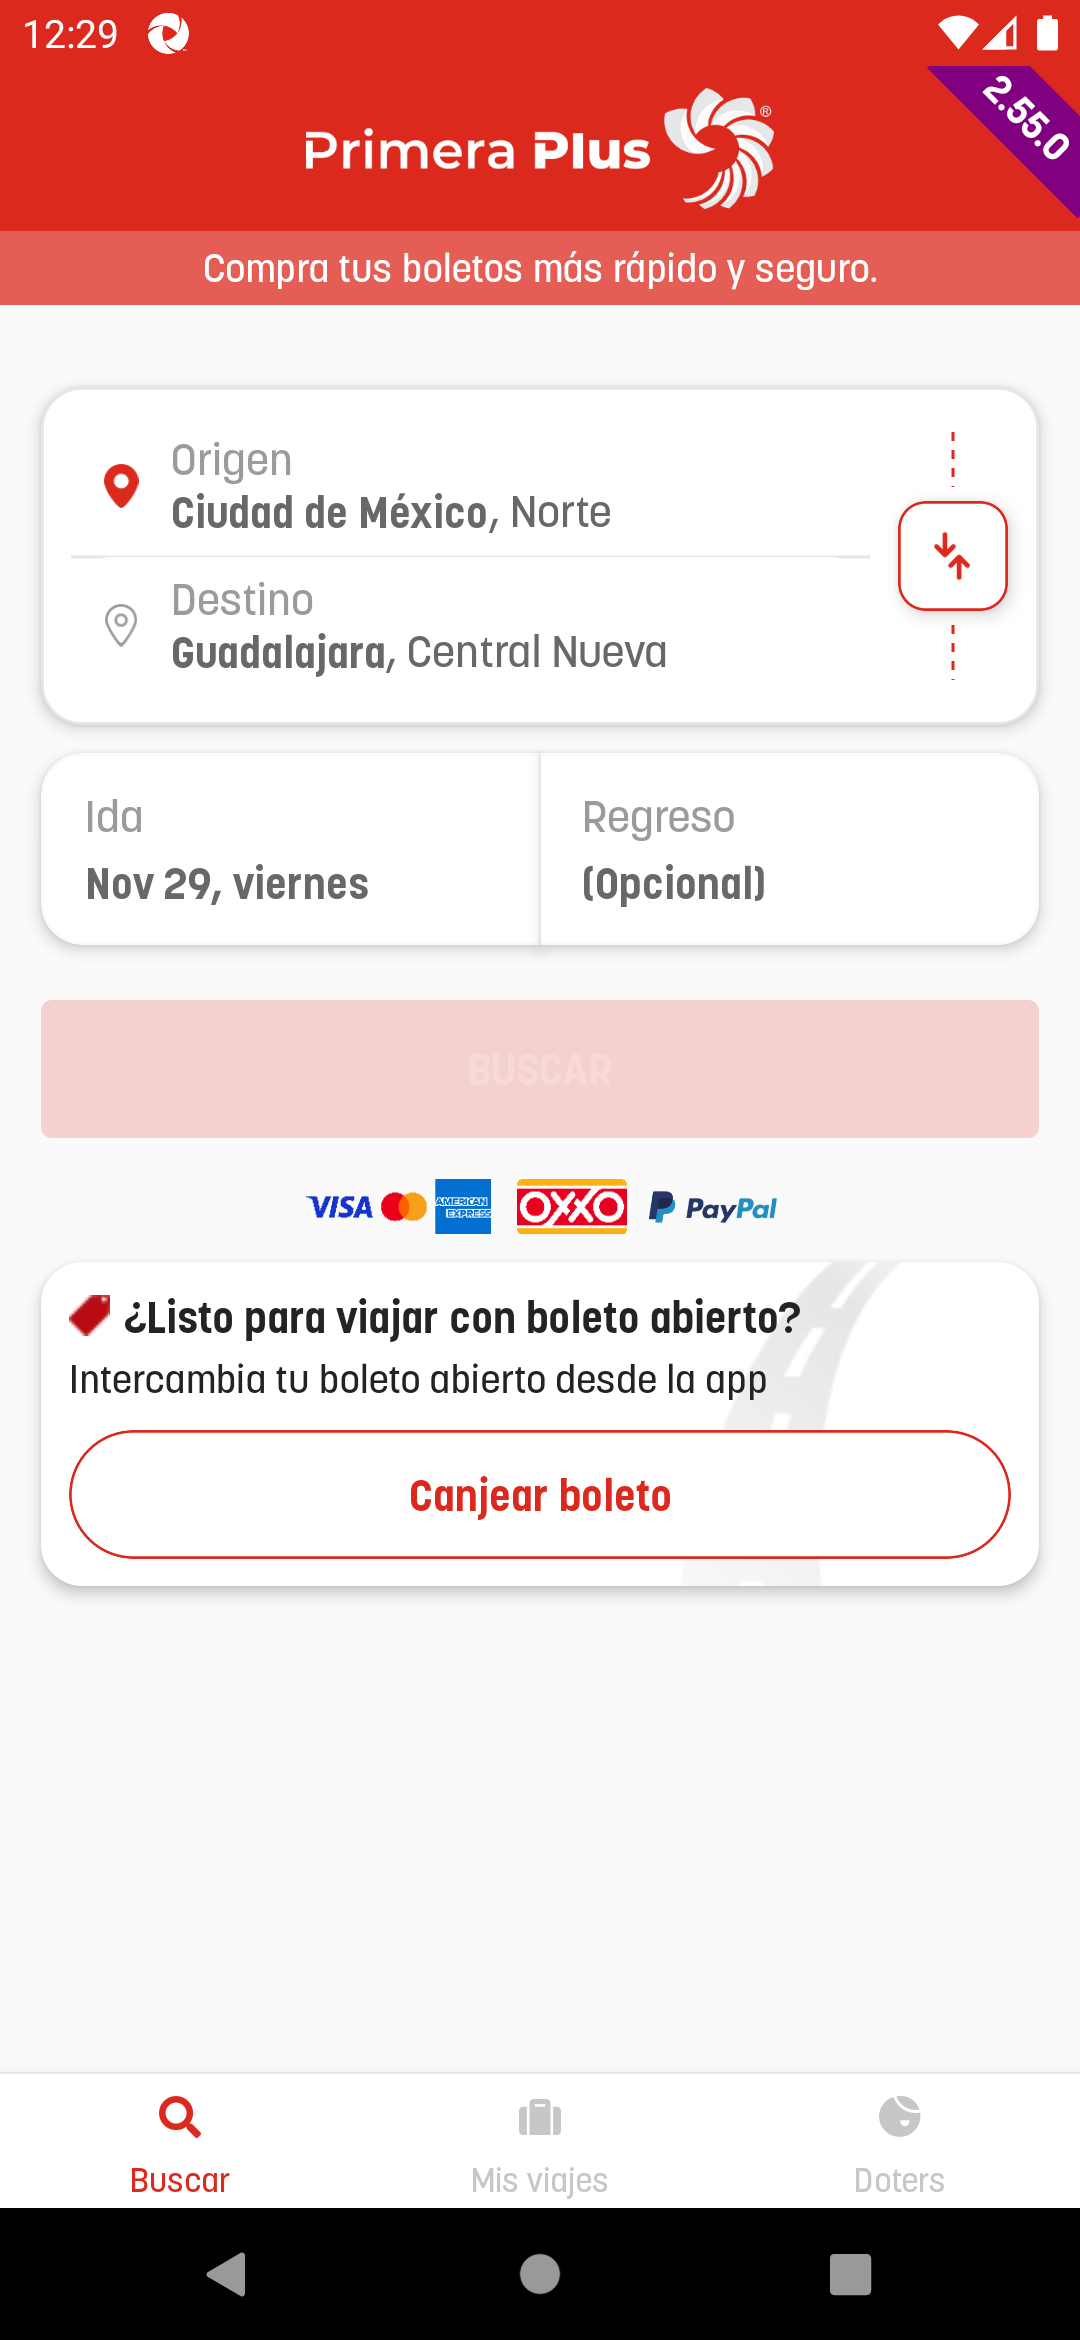 12:29
Primera Plus ®
2.55.0
Compra tus boletos más rápido y seguro.
Origen
Ciudad de México, Norte
Destino
Guadalajara, Central Nueva
Ida
Nov 29, viernes
Regreso
(Opcional)
BUSCAR
VISA
AMERICAN
EXPRESS
OXXO
P PayPal
¿Listo para viajar con boleto abierto?
Intercambia tu boleto abierto desde la app
Canjear boleto
Buscar
Mis viajes
Doters